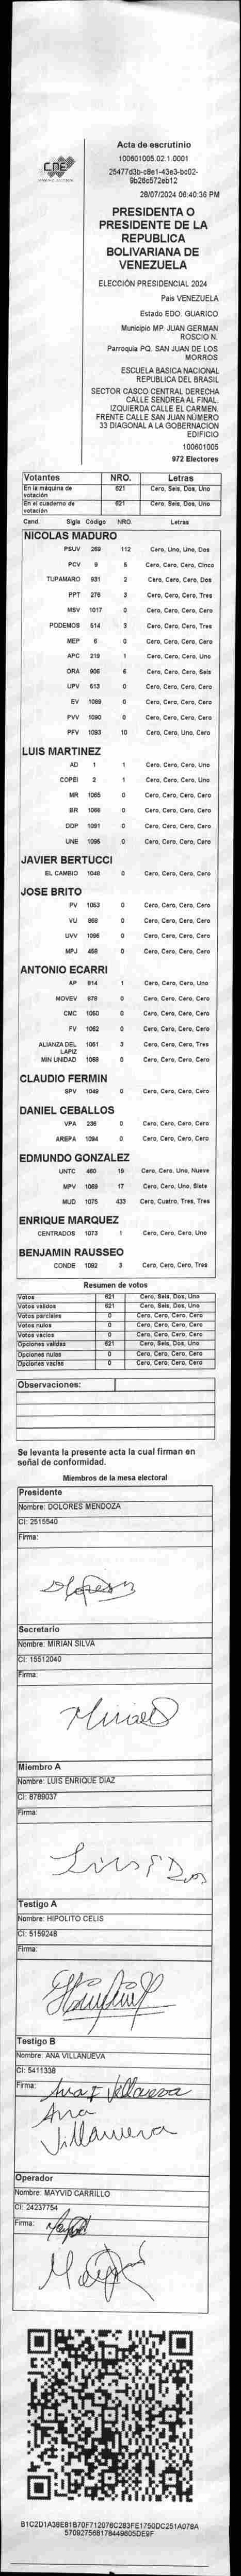 CNE
Acta de escrutinio
100601005.02.1.0001
25477d3b-c8e1-43e3-bc02-
9b26c572eb12
28/07/2024 06:40:36 PM
PRESIDENTA O
PRESIDENTE DE LA
REPUBLICA
BOLIVARIANA DE
VENEZUELA
ELECCIÓN PRESIDENCIAL 2024
Pais VENEZUELA
Estado EDO. GUARICO
Municipio MP. JUAN GERMAN
ROSCIO N.
Parroquia PQ. SAN JUAN DE LOS
MORROS
ESCUELA BASICA NACIONAL
REPUBLICA DEL BRASIL
SECTOR CASCO CENTRAL DERECHA
CALLE SENDREA AL FINAL.
IZQUIERDA CALLE EL CARMEN.
FRENTE CALLE SAN JUAN NÚMERO
33 DIAGONAL A LA GOBERNACION
EDIFICIO
100601005
972 Electores
Votantes NRO. Letras
En la máquina de votación 621 Cero, Seis, Dos, Uno
En el cuaderno de votación 621 Cero, Seis, Dos, Uno
Cand. Sigla Código NRO. Letras
NICOLAS MADURO
PSUV 269 112 Cero, Uno, Uno, Dos
PCV 9 5 Cero, Cero, Cero, Cinco
TUPAMARO 931 2 Cero, Cero, Cero, Dos
PPT 276 3 Cero, Cero, Cero, Tres
MSV 1017 0 Cero, Cero, Cero, Cero
PODEMOS 514 3 Cero, Cero, Cero, Tres
MEP 6 0 Cero, Cero, Cero, Cero
APC 219 1 Cero, Cero, Cero, Uno
ORA 906 6 Cero, Cero, Cero, Seis
UPV 513 0 Cero, Cero, Cero, Cero
EV 1089 0 Cero, Cero, Cero, Cero
PVV 1090 0 Cero, Cero, Cero, Cero
PFV 1093 10 Cero, Cero, Uno, Cero
LUIS MARTINEZ
AD 1 1 Cero, Cero, Cero, Uno
COPEI 2 1 Cero, Cero, Cero, Uno
MR 1065 0 Cero, Cero, Cero, Cero
BR 1068 0 Cero, Cero, Cero, Cero
DDP 1091 0 Cero, Cero, Cero, Cero
UNE 1095 0 Cero, Cero, Cero, Cero
JAVIER BERTUCCI
EL CAMBIO 1048 0 Cero, Cero, Cero, Cero
JOSE BRITO
PV 1063 0 Cero, Cero, Cero, Cero
VU 868 0 Cero, Cero, Cero, Cero
UVV 1096 0 Cero, Cero, Cero, Cero
MPJ 458 0 Cero, Cero, Cero, Cero
ANTONIO ECARRI
AP 814 1 Cero, Cero, Cero, Uno
MOVEV 878 0 Cero, Cero, Cero, Cero
CMC 1050 0 Cero, Cero, Cero, Cero
FV 1062 0 Cero, Cero, Cero, Cero
ALIANZA DEL LAPIZ 1051 3 Cero, Cero, Cero, Tres
MIN UNIDAD 1068 0 Cero, Cero, Cero, Cero
CLAUDIO FERMIN
SPV 1049 0 Cero, Cero, Cero, Cero
DANIEL CEBALLOS
VPA 236 0 Cero, Cero, Cero, Cero
AREPA 1094 0 Cero, Cero, Cero, Cero
EDMUNDO GONZALEZ
UNTC 460 19 Cero, Cero, Uno, Nueve
MPV 1069 17 Cero, Cero, Uno, Siete
MUD 1075 433 Cero, Cuatro, Tres, Tres
ENRIQUE MARQUEZ
CENTRADOS 1073 1 Cero, Cero, Cero, Uno
BENJAMIN RAUSSEO
CONDE 1092 3 Cero, Cero, Cero, Tres
Resumen de votos
Votos 621 Cero, Seis, Dos, Uno
Votos validos 621 Cero, Seis, Dos, Uno
Votos parciales 0 Cero, Cero, Cero, Cero
Votos nulos 0 Cero, Cero, Cero, Cero
Votos vacios 0 Cero, Cero, Cero, Cero
Opciones validas 621 Cero, Seis, Dos, Uno
Opciones nulas 0 Cero, Cero, Cero, Cero
Opciones vacias 0 Cero, Cero, Cero, Cero
Observaciones:
Se levanta la presente acta la cual firman en
señal de conformidad.
Miembros de la mesa electoral
Presidente
Nombre: DOLORES MENDOZA
CI: 2515540
Firma:
Secretario
Nombre: MIRIAN SILVA
CI: 15512040
Firma:
Miembro A
Nombre: LUIS ENRIQUE DIAZ
CI: 8789037
Firma:
Testigo A
Nombre: HIPOLITO CELIS
CI: 5159248
Firma:
Testigo B
Nombre: ANA VILLANUEVA
CI: 5411338
Firma:
Ana
Villanueva
Operador
Nombre: MAYVID CARRILLO
CI: 24237754
Firma:
B1C2D1A38E81B70F712076C283FE1750DC251A078A
570927568178449805DE9F